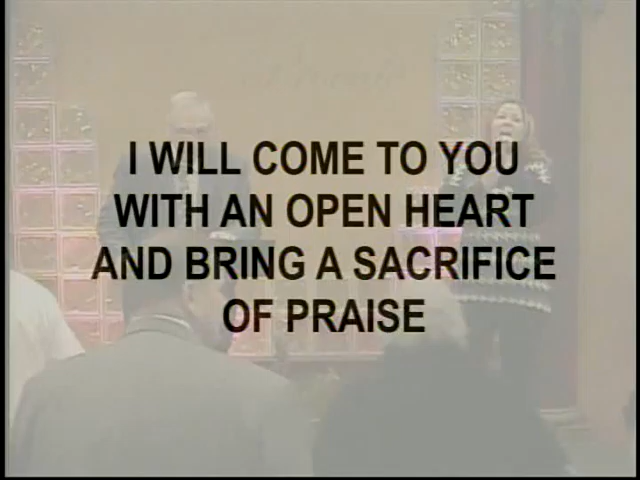 I WILL COME TO YOU
WITH AN OPEN HEART
AND BRING A SACRIFICE
OF PRAISE